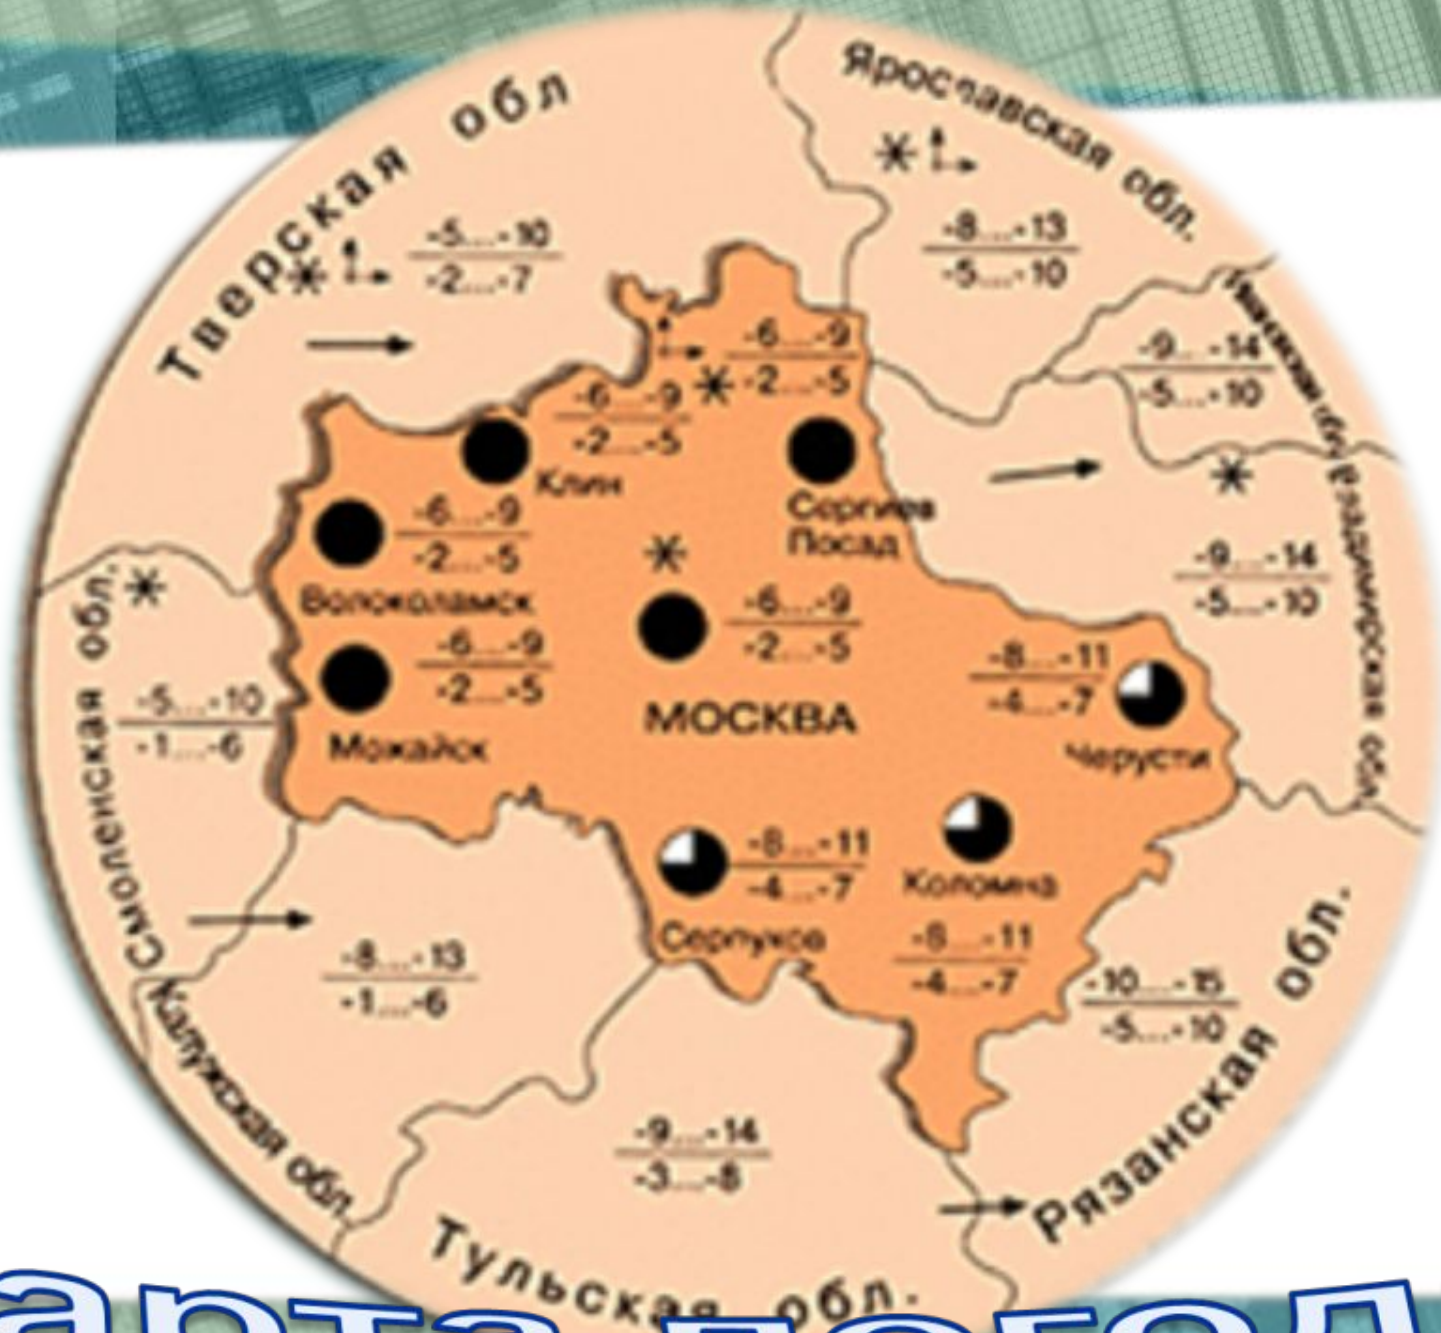 Тверская обл
Ярославская обл.
-8...-13
-5...-10
-5...-10
-2...-7
-9...-14
-5...-10
-6...-9
-2...-5
-6...-9
-2...-5
Клин
Сергиев
Посад
-6...-9
-2...-5
Волоколамск
-6...-9
-2...-5
МОСКВА
-9...-14
-5...-10
Владимирская обл
Смоленская обл.
-5...-10
-1...-6
-6...-9
-2...-5
Можайск
-8...-11
-4...-7
Черусти
-8...-11
-4...-7
Серпухов
Коломна
-8...-11
-4...-7
-8...-13
-1...-6
Калужская обл.
-10...-15
-5...-10
Рязанская обл.
-9...-14
-3...-8
Тульская обл.